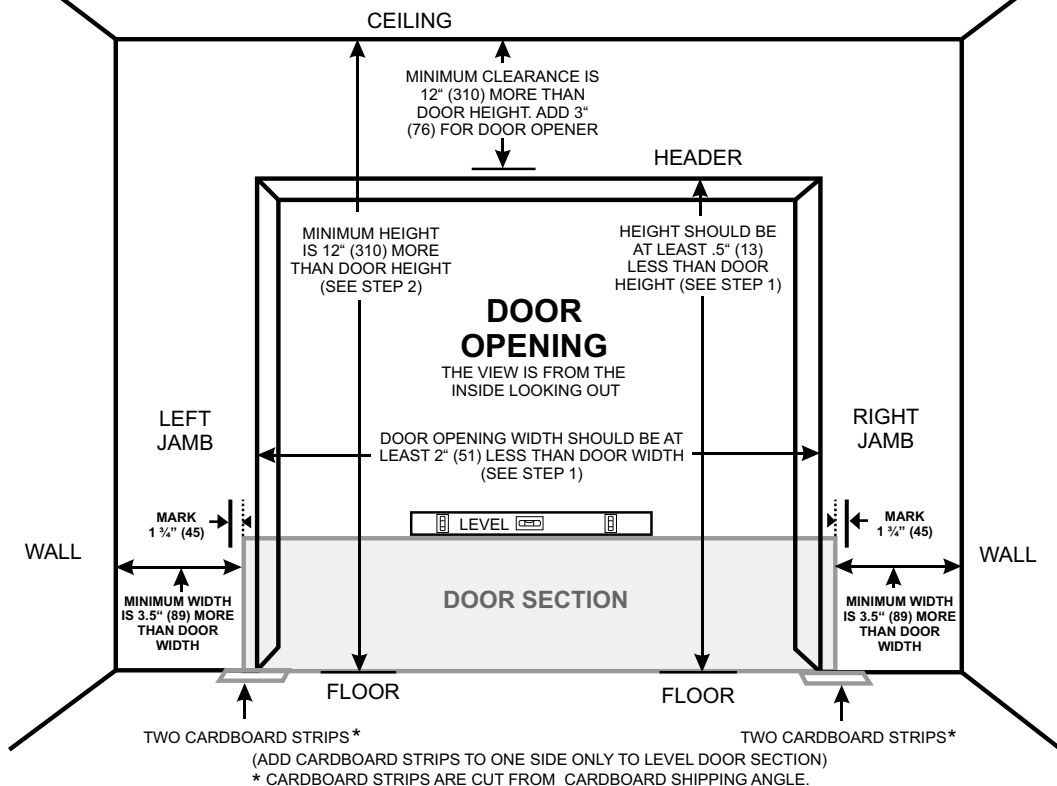 CEILING
MINIMUM CLEARANCE IS
12“ (310) MORE THAN
DOOR HEIGHT. ADD 3“
(76) FOR DOOR OPENER
HEADER
MINIMUM HEIGHT
IS 12“ (310) MORE
THAN DOOR HEIGHT
(SEE STEP 2)
HEIGHT SHOULD BE
AT LEAST .5“ (13)
LESS THAN DOOR
HEIGHT (SEE STEP 1)
DOOR
OPENING
THE VIEW IS FROM THE
INSIDE LOOKING OUT
LEFT
JAMB
RIGHT
JAMB
DOOR OPENING WIDTH SHOULD BE AT
LEAST 2“ (51) LESS THAN DOOR WIDTH
(SEE STEP 1)
MARK
1 ¾” (45)
LEVEL
MARK
1 ¾” (45)
WALL
WALL
MINIMUM WIDTH
IS 3.5“ (89) MORE
THAN DOOR
WIDTH
DOOR SECTION
MINIMUM WIDTH
IS 3.5“ (89) MORE
THAN DOOR
WIDTH
FLOOR
FLOOR
TWO CARDBOARD STRIPS*
TWO CARDBOARD STRIPS*
(ADD CARDBOARD STRIPS TO ONE SIDE ONLY TO LEVEL DOOR SECTION)
* CARDBOARD STRIPS ARE CUT FROM CARDBOARD SHIPPING ANGLE.